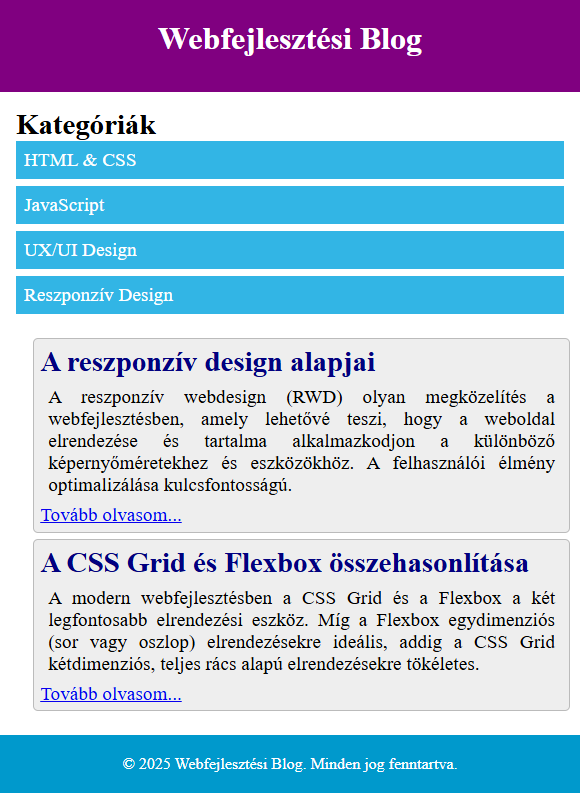 Webfejlesztési Blog
Kategóriák
HTML & CSS
JavaScript
UX/UI Design
Reszponzív Design
A reszponzív design alapjai
A reszponzív webdesign (RWD) olyan megközelítés a
webfejlesztésben, amely lehetővé teszi, hogy a weboldal
elrendezése és tartalma alkalmazkodjon a különböző
képernyőméretekhez és eszközökhöz. A felhasználói élmény
optimalizálása kulcsfontosságú.
Tovább olvasom...
A CSS Grid és Flexbox összehasonlítása
A modern webfejlesztésben a CSS Grid és a Flexbox a két
legfontosabb elrendezési eszköz. Míg a Flexbox egydimenziós
(sor vagy oszlop) elrendezésekre ideális, addig a CSS Grid
kétdimenziós, teljes rács alapú elrendezésekre tökéletes.
Tovább olvasom...
© 2025 Webfejlesztési Blog. Minden jog fenntartva.